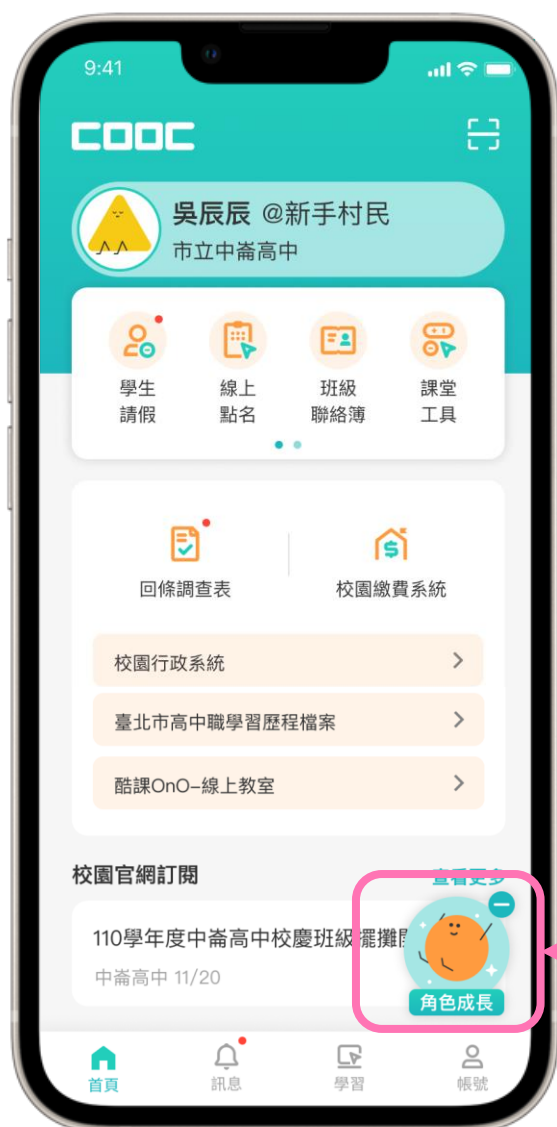 9:41
COOC
吳辰辰 @新手村民
市立中崙高中
學生
請假
線上
點名
班級
聯絡簿
課堂
工具
回條調查表
校園繳費系統
校園行政系統
臺北市高中職學習歷程檔案
酷課OnO-線上教室
校園官網訂閱
查看更多
110學年度中崙高中校慶班級擺攤
中崙高中 11/20
角色成長
首頁
訊息
學習
帳號